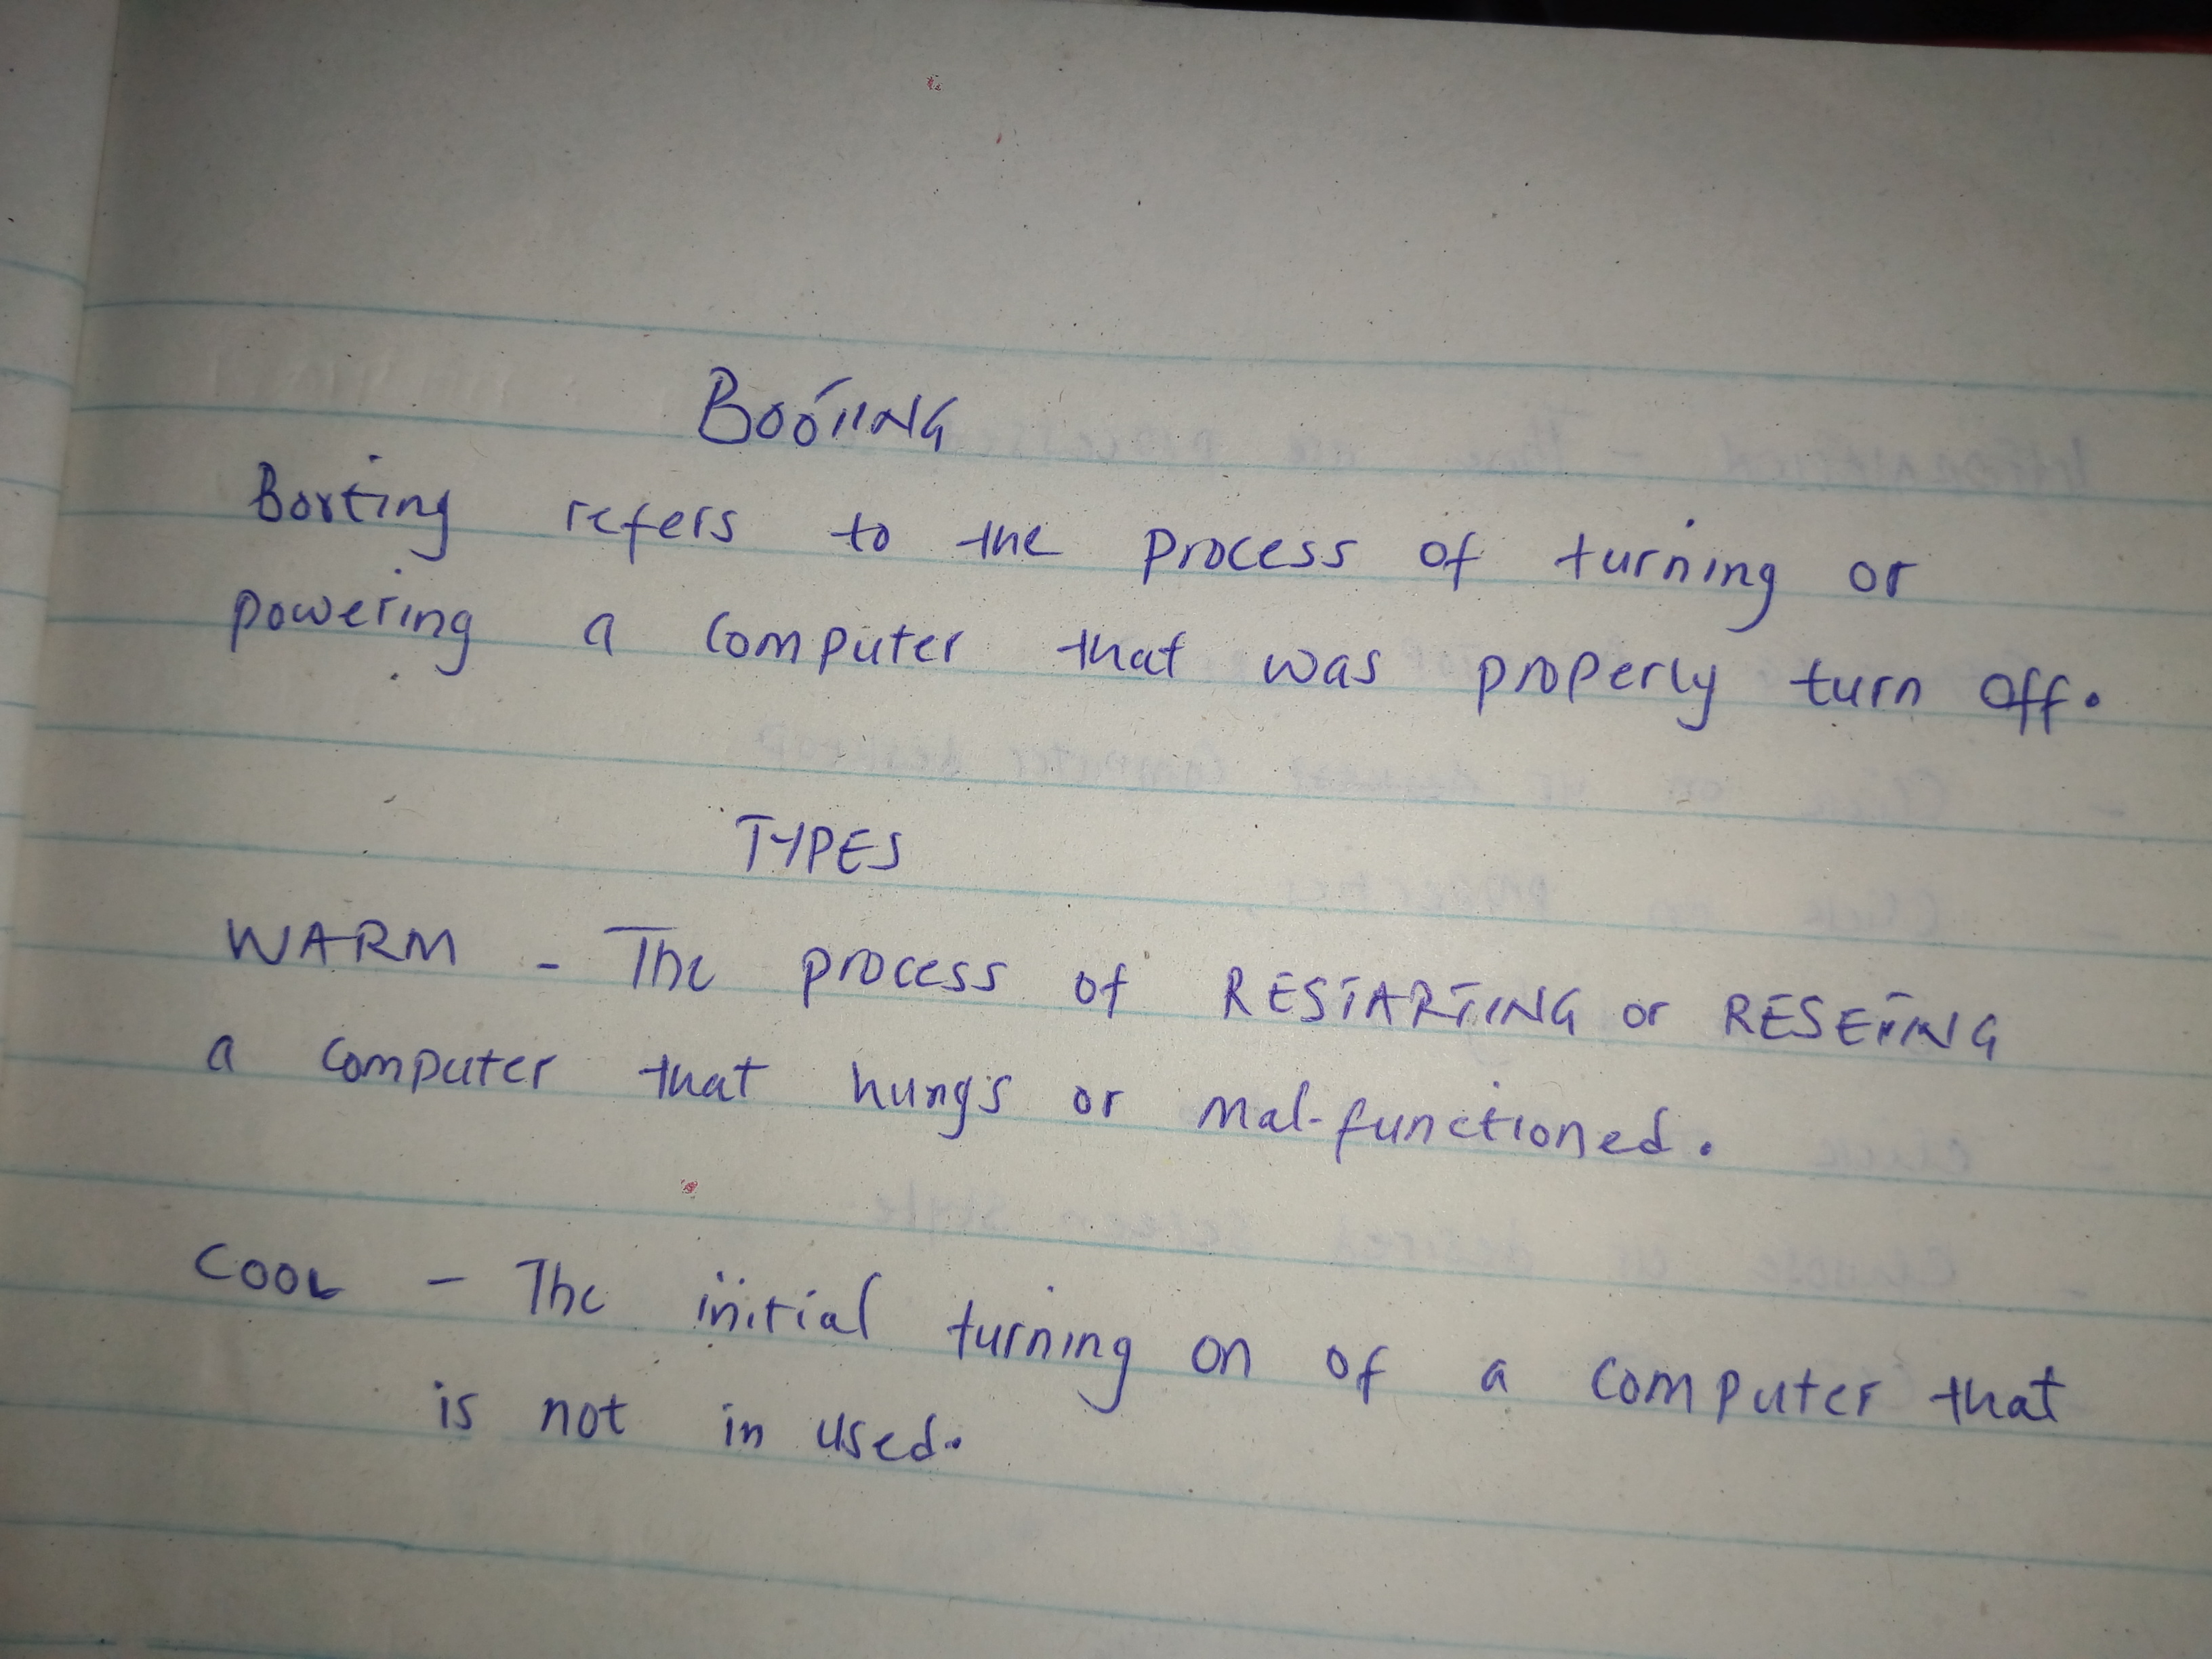 BOOTING
Booting refers to the process of turning or
powering a computer that was properly turn off.
TYPES
WARM - The process of RESTARTING or RESETING
a computer that hungs or mal-functioned.
COOL - The initial turning on of a computer that
is not in used.